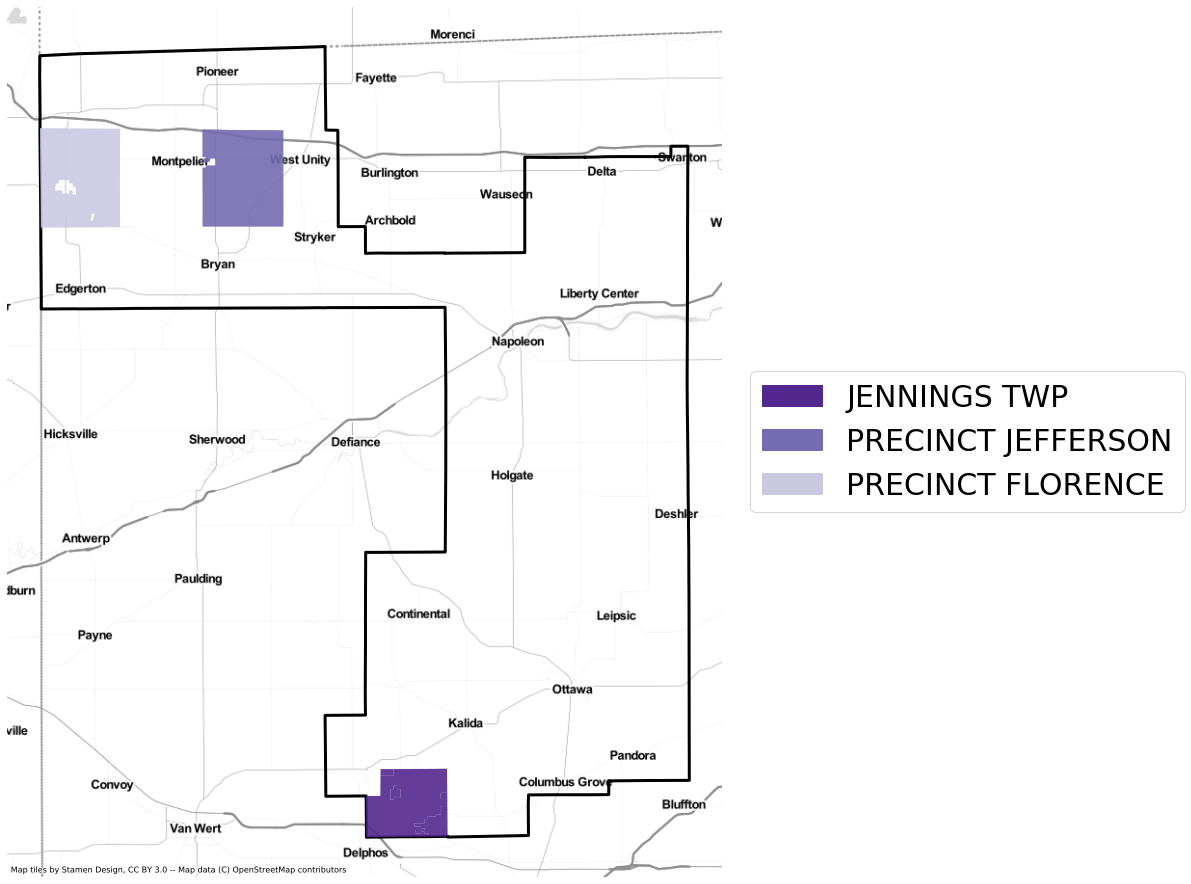 Morenci
Pioneer
Fayette
Montpelier
West Unity
Swanton
Burlington
Delta
Wauseon
Archbold
W
Stryker
Bryan
Edgerton
Liberty Center
r
Napoleon
Hicksville
Sherwood
Defiance
Holgate
Deshler
Antwerp
Paulding
dburn
Continental
Leipsic
Payne
Ottawa
Kalida
ville
Pandora
Convoy
Columbus Grove
Bluffton
Van Wert
Delphos
Map tiles by Stamen Design, CC BY 3.0 -- Map data (C) OpenStreetMap contributors
JENNINGS TWP
PRECINCT JEFFERSON
PRECINCT FLORENCE